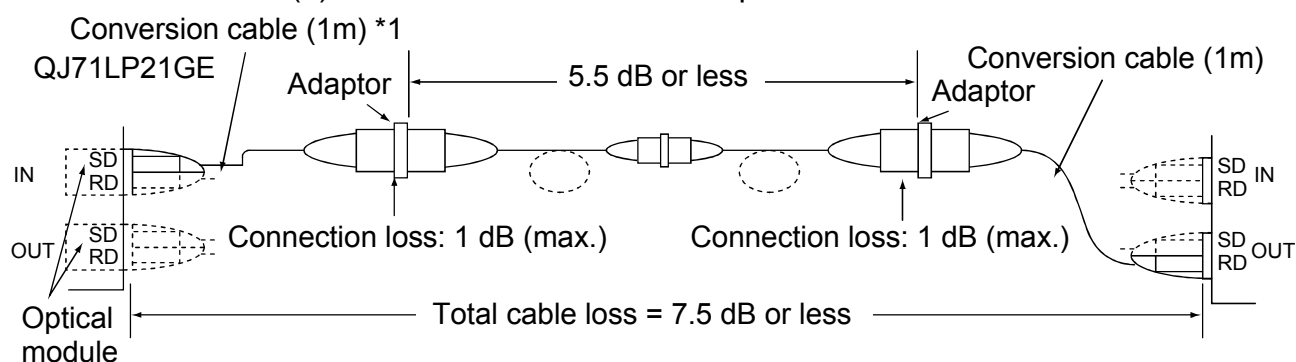 Conversion cable (1m) *1
QJ71LP21GE
Adaptor
5.5 dB or less
Conversion cable (1m)
Adaptor
IN
SD
RD
SD
RD
IN
OUT
SD
RD
Connection loss: 1 dB (max.)
Connection loss: 1 dB (max.)
SD
RD
OUT
Optical
module
Total cable loss = 7.5 dB or less